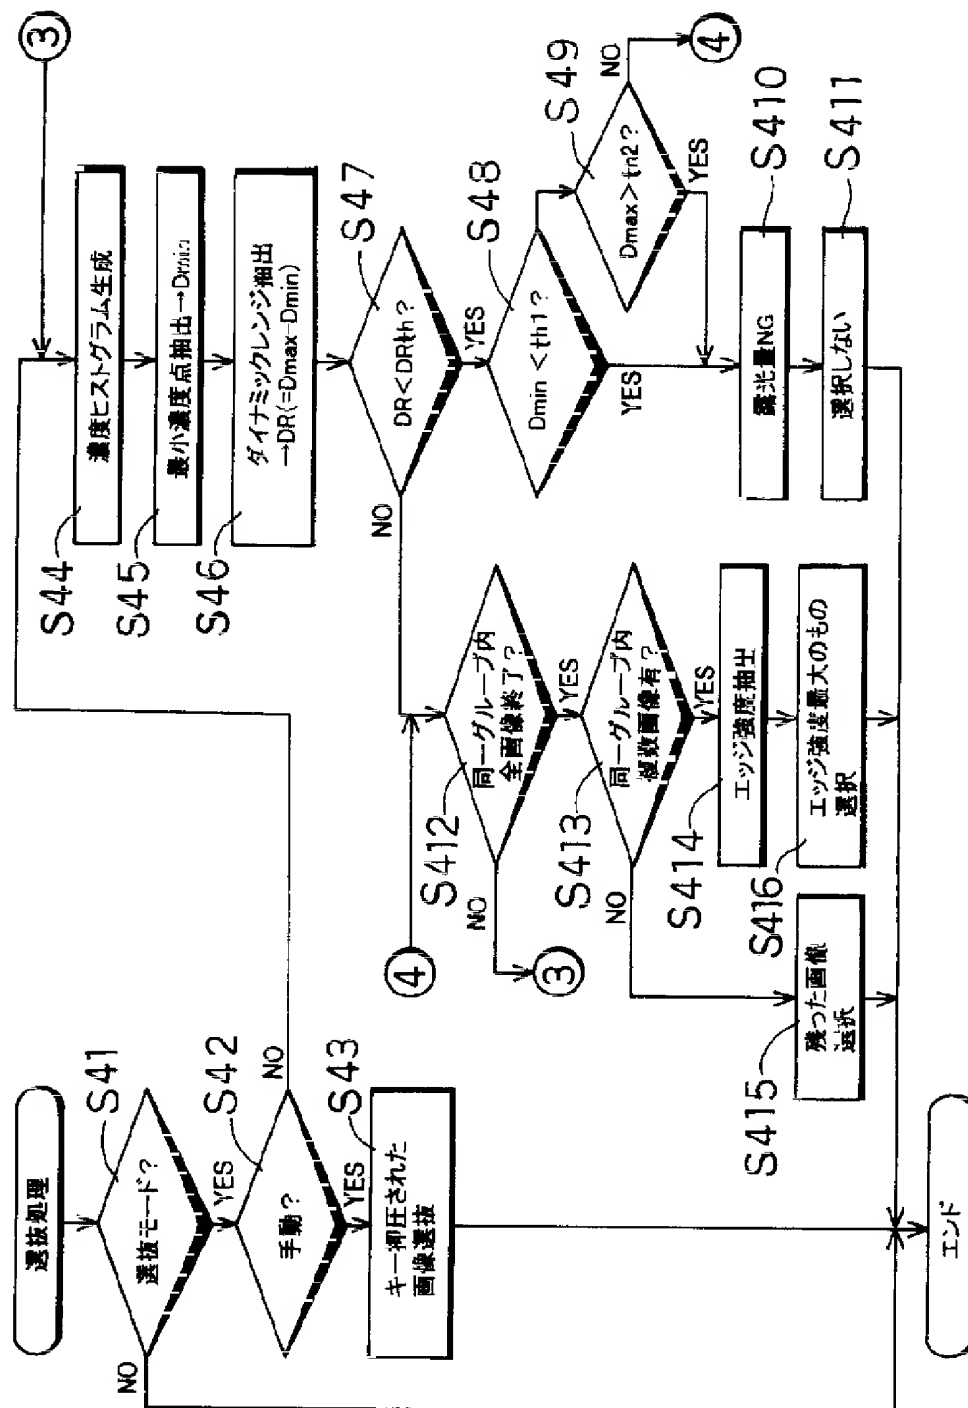 選抜処理
S41
選抜モード?
NO
YES
S42
手動?
NO
YES
S43
キー押圧された
画像選抜
③
S44
濃度ヒストグラム生成
S45
最小濃度点抽出→Dmin
S46
ダイナミックレンジ抽出
→DR(=Dmax−Dmin)
S47
DR<DRth?
NO
YES
S48
Dmin<th1?
YES
S49
Dmax>th2?
NO
④
YES
S410
露光量NG
S411
選択しない
④
S412
同一グループ内
全画像終了?
NO
③
YES
S413
同一グループ内
複数画像有?
NO
YES
S414
エッジ強度抽出
S416
エッジ強度最大のもの
選択
S415
残った画像
選択
エンド